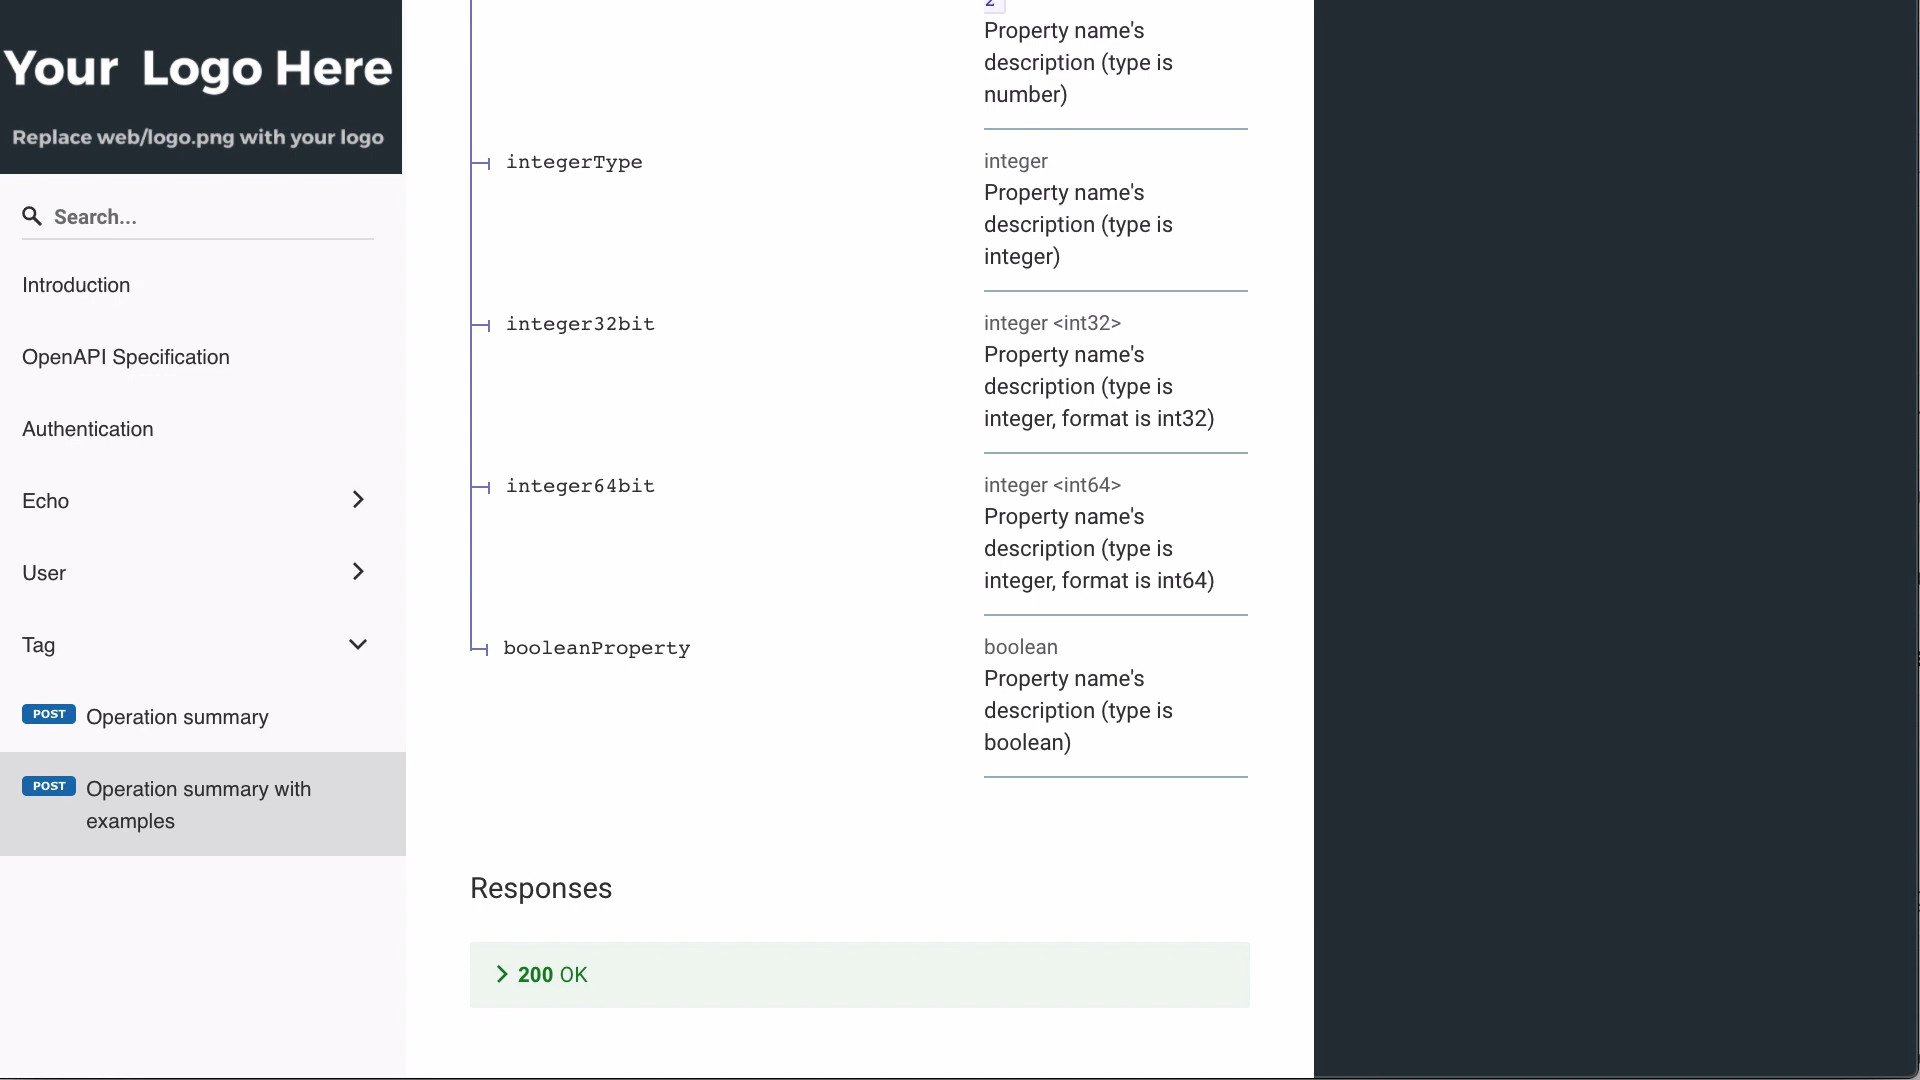 Your Logo Here
Replace web/logo.png with your logo
Search...
Introduction
OpenAPI Specification
Authentication
Echo
User
Tag
POST Operation summary
POST Operation summary with
examples
2
Property name's
description (type is
number)
integerType
integer
Property name's
description (type is
integer)
integer32bit
integer <int32>
Property name's
description (type is
integer, format is int32)
integer64bit
integer <int64>
Property name's
description (type is
integer, format is int64)
booleanProperty
boolean
Property name's
description (type is
boolean)
Responses
200 OK